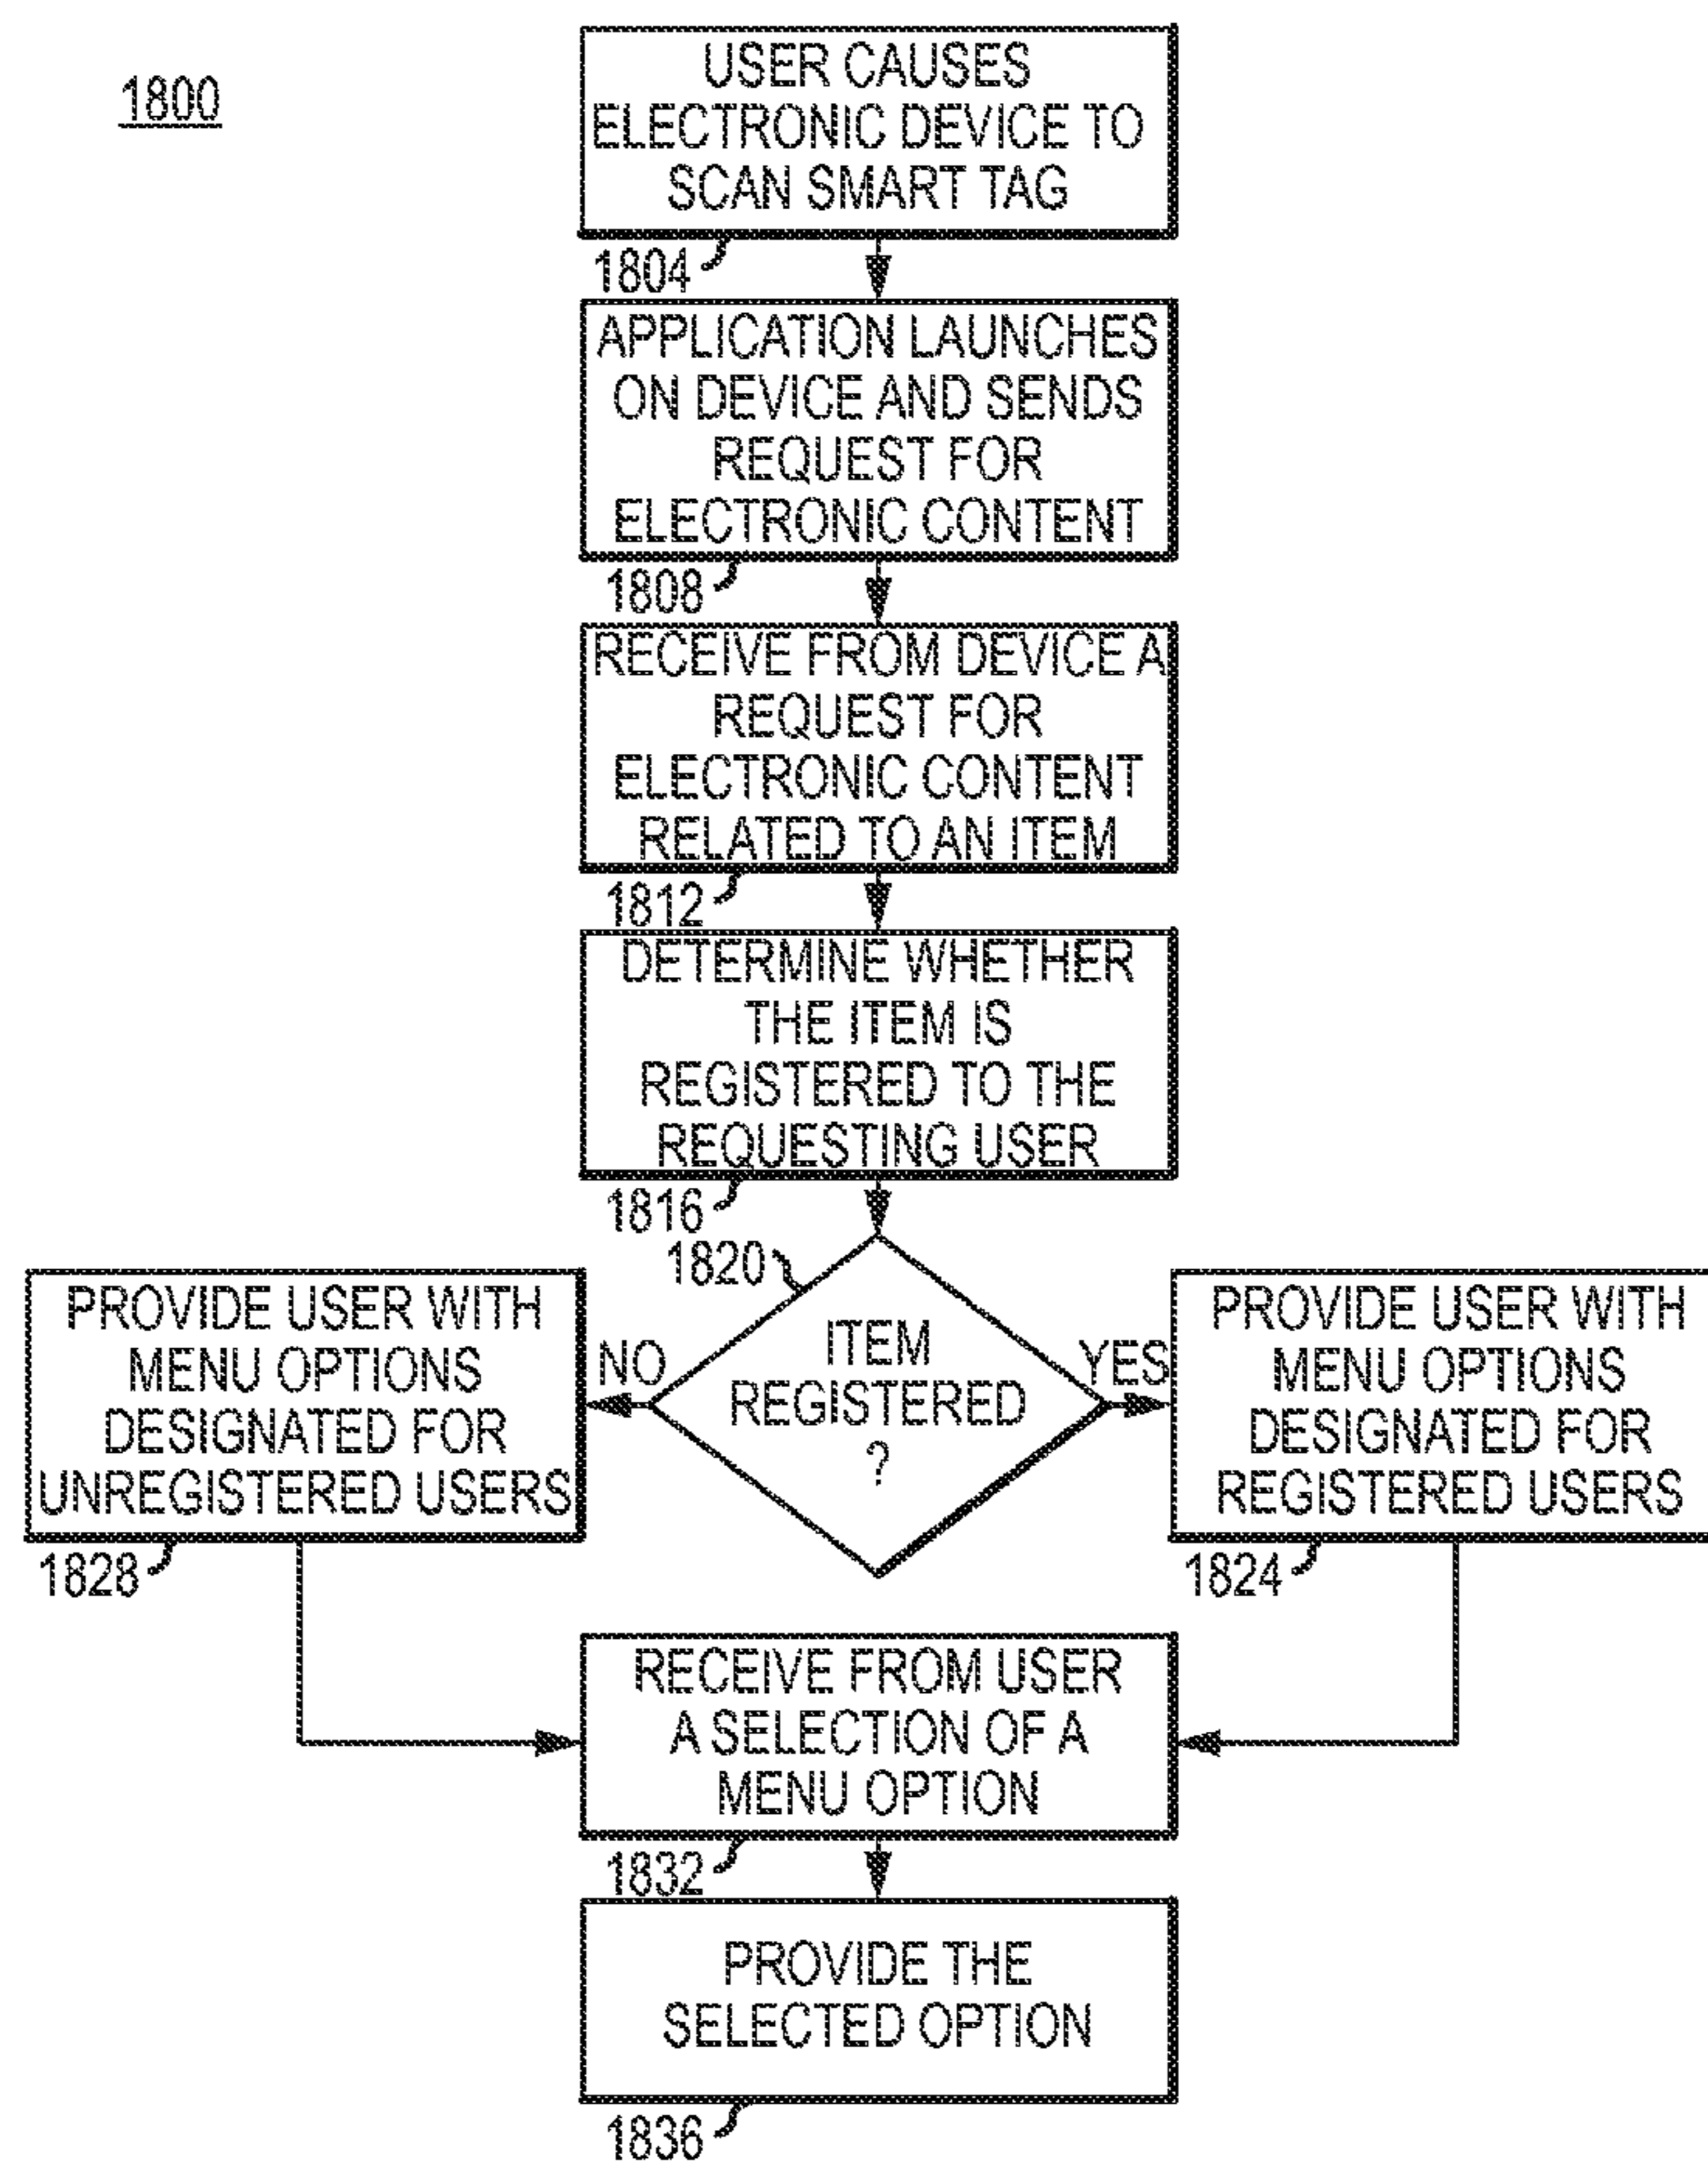 1800
USER CAUSES
ELECTRONIC DEVICE TO
SCAN SMART TAG
1804
APPLICATION LAUNCHES
ON DEVICE AND SENDS
REQUEST FOR
ELECTRONIC CONTENT
1808
RECEIVE FROM DEVICE A
REQUEST FOR
ELECTRONIC CONTENT
RELATED TO AN ITEM
1812
DETERMINE WHETHER
THE ITEM IS
REGISTERED TO THE
REQUESTING USER
1816
1820
ITEM
REGISTERED
?
NO
YES
PROVIDE USER WITH
MENU OPTIONS
DESIGNATED FOR
UNREGISTERED USERS
1828
PROVIDE USER WITH
MENU OPTIONS
DESIGNATED FOR
REGISTERED USERS
1824
RECEIVE FROM USER
A SELECTION OF A
MENU OPTION
1832
PROVIDE THE
SELECTED OPTION
1836